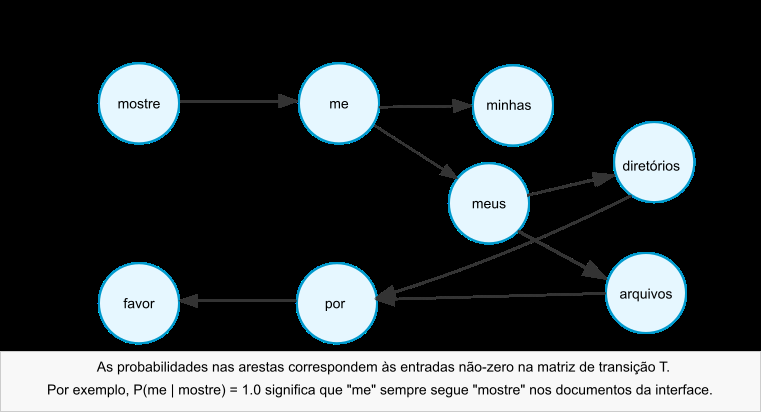 mostre
me
minhas
diretórios
meus
arquivos
por
favor
As probabilidades nas arestas correspondem às entradas não-zero na matriz de transição T.
Por exemplo, P(me | mostre) = 1.0 significa que "me" sempre segue "mostre" nos documentos da interface.